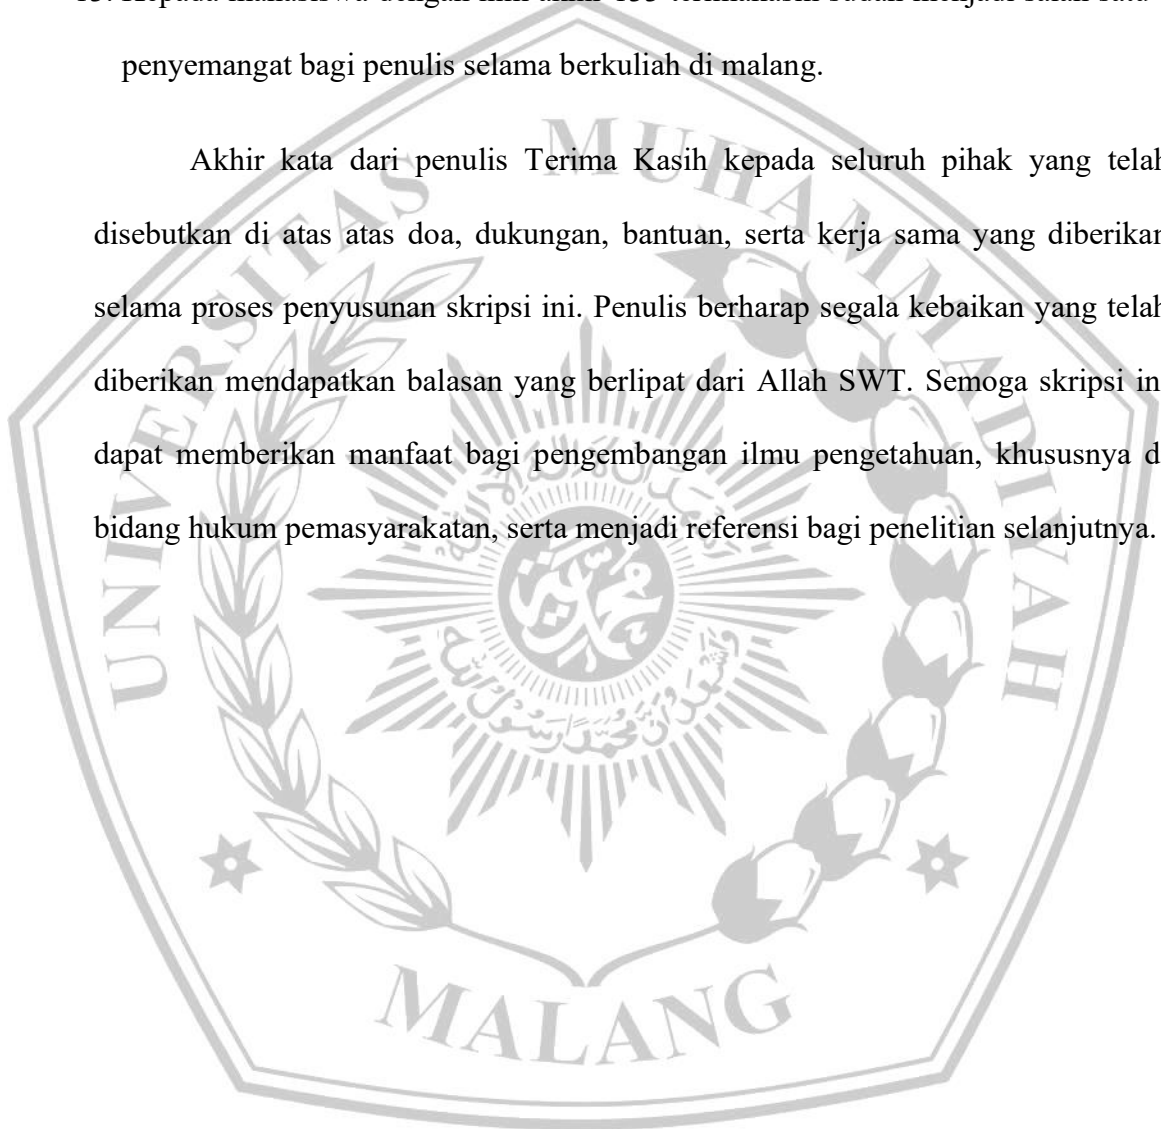 penyemangat bagi penulis selama berkuliah di malang.
Akhir kata dari penulis Terima Kasih kepada seluruh pihak yang telah
disebutkan di atas atas doa, dukungan, bantuan, serta kerja sama yang diberikan
selama proses penyusunan skripsi ini. Penulis berharap segala kebaikan yang telah
diberikan mendapatkan balasan yang berlipat dari Allah SWT. Semoga skripsi in
dapat memberikan manfaat bagi pengembangan ilmu pengetahuan, khususnya d
bidang hukum pemasyarakatan, serta menjadi referensi bagi penelitian selanjutnya.
UNIVERSITAS MUHAMMADIYAH
MALANG